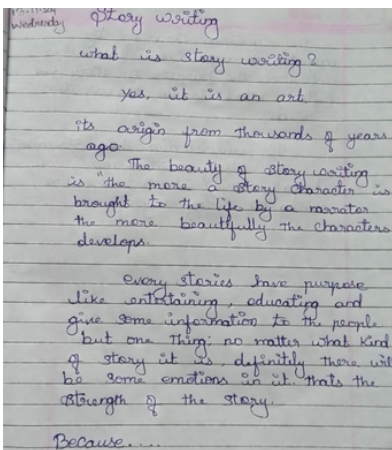 Wednesday Story writing
what is story writing?
Yes, it is an art.
its origin from thousands of years
ago.
The beauty of story writing
is "the more a story character is
brought to the life by a narrator
the more beautifully the characters
develops.
every stories have purpose
like entertaining, educating and
give some information to the people
but one thing: no matter what kind
of story it is, definitely there will
be some emotions in it. thats the
strength of the story.
Because....